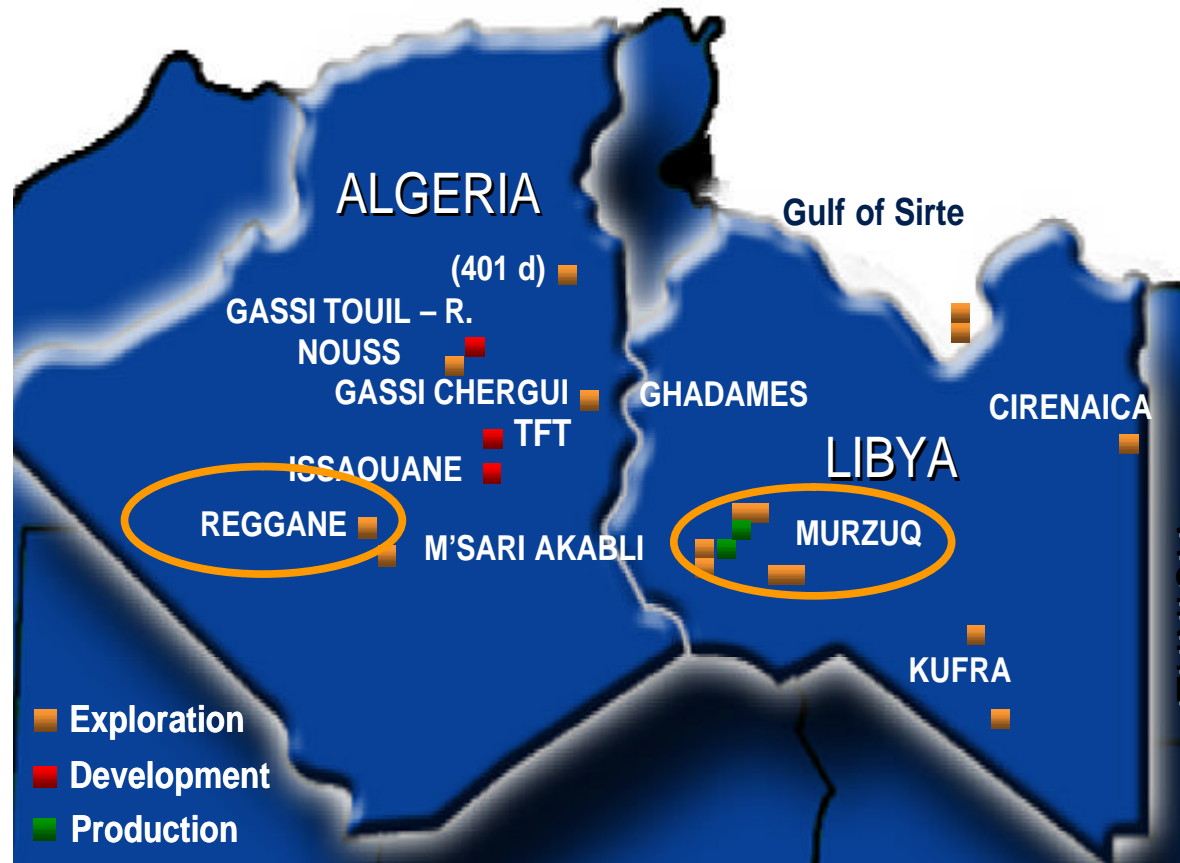 ALGERIA
Gulf of Sirte
(401 d)
GASSI TOUIL – R.
NOUSS
GASSI CHERGUI
GHADAMES
CIRENAICA
TFT
LIBYA
ISSAOUANE
REGGANE
MURZUQ
M'SARI AKABLI
KUFRA
Exploration
Development
Production